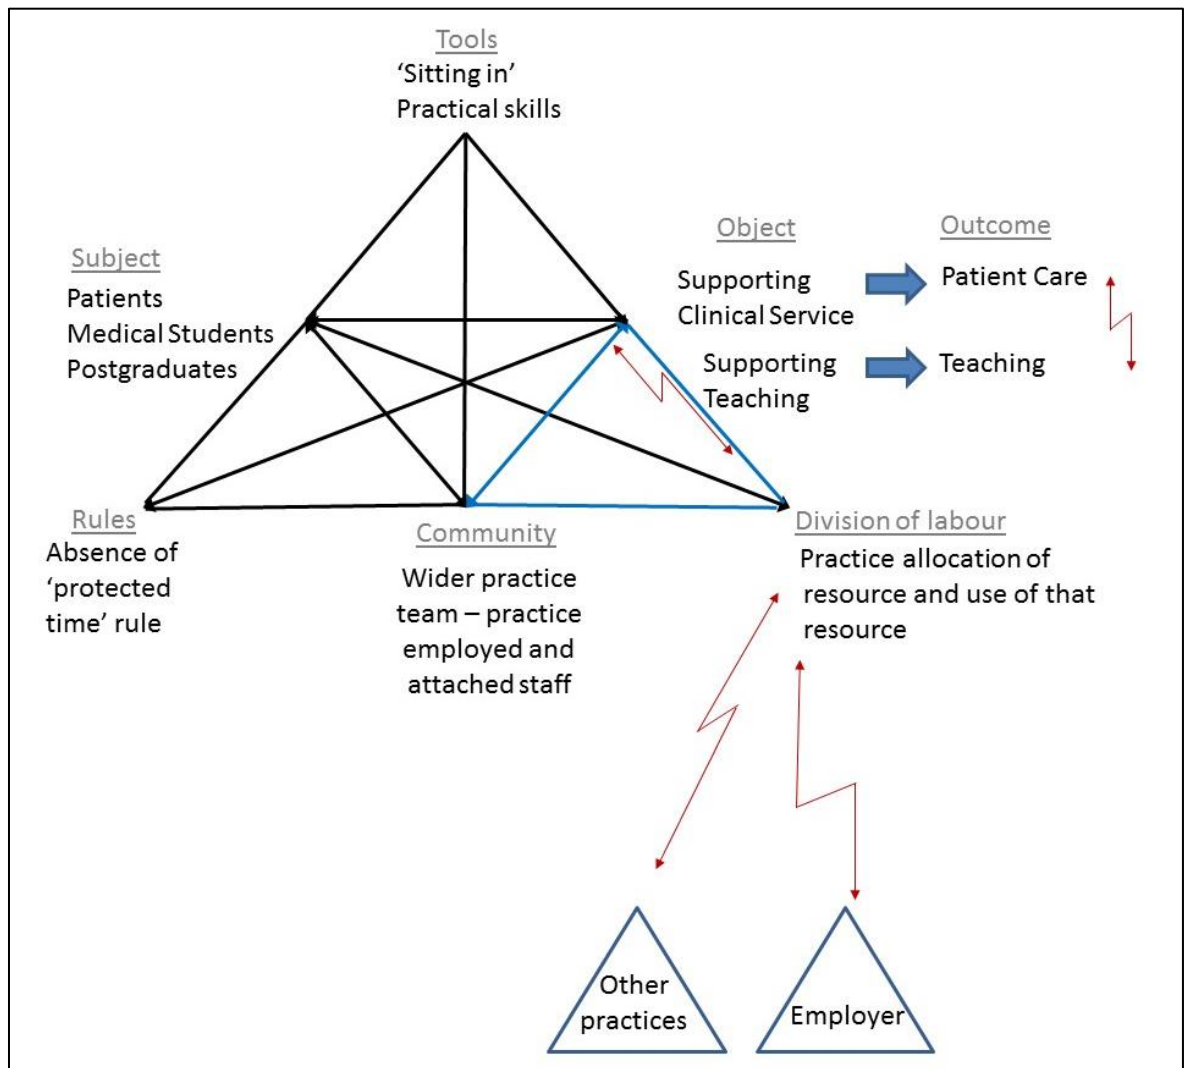 Tools
‘Sitting in’
Practical skills
Subject
Patients
Medical Students
Postgraduates
Object
Supporting
Clinical Service
Supporting
Teaching
Outcome
Patient Care
Teaching
Rules
Absence of
‘protected
time’ rule
Community
Wider practice
team – practice
employed and
attached staff
Division of labour
Practice allocation of
resource and use of that
resource
Other
practices
Employer